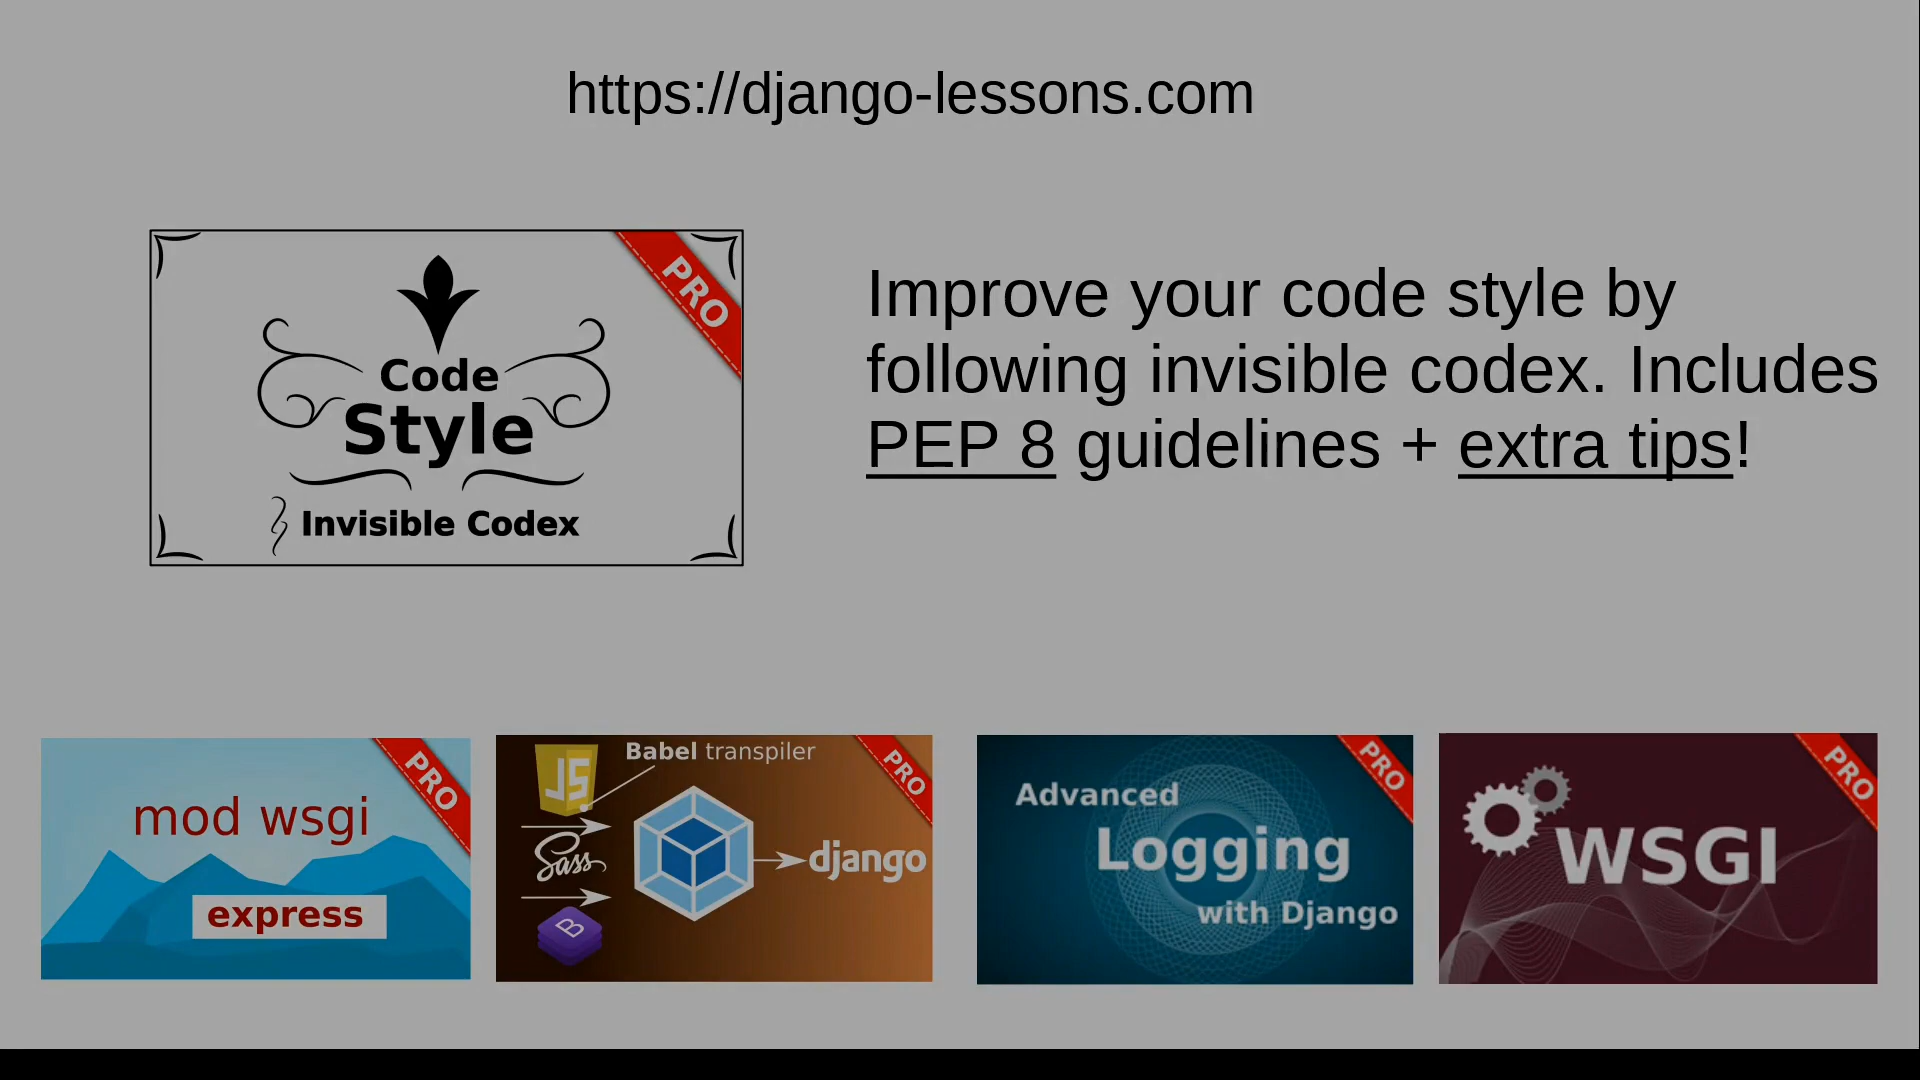 https://django-lessons.com
PRO
Code
Style
Invisible Codex
Improve your code style by
following invisible codex. Includes
PEP 8 guidelines + extra tips!
PRO
mod wsgi
express
Babel transpiler
PRO
JS
Sass
django
B
PRO
Advanced
Logging
with Django
PRO
WSGI